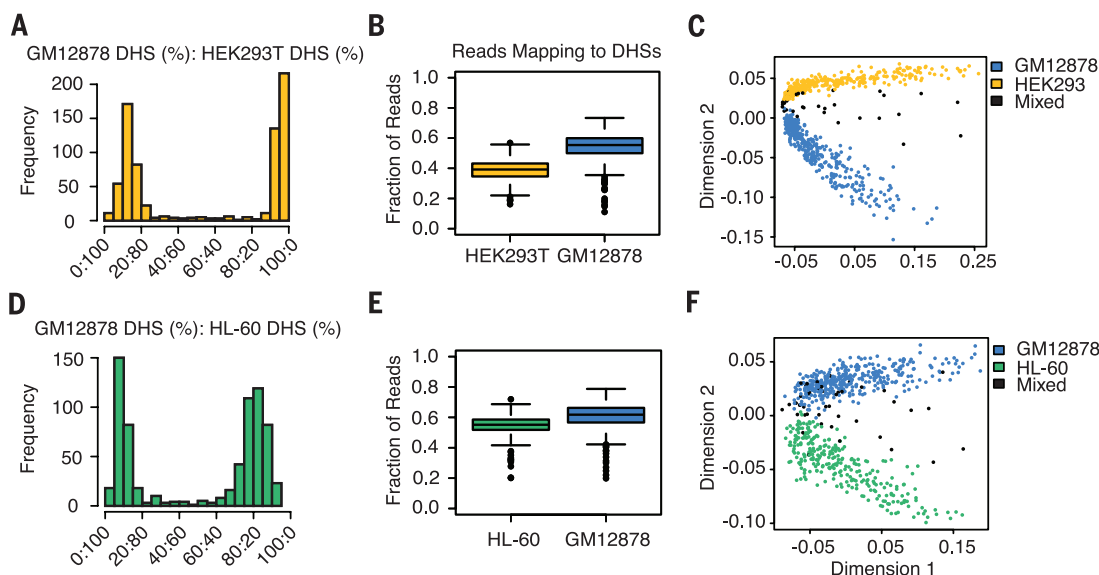 A
GM12878 DHS (%): HEK293T DHS (%)
Frequency
200
150
100
50
0
0:100
20:80
40:60
60:40
80:20
100:0
B
Reads Mapping to DHSs
Fraction of Reads
1.0
0.8
0.6
0.4
0.2
0.0
HEK293T GM12878
C
Dimension 2
0.05
0.00
-0.05
-0.10
-0.15
-0.05 0.05 0.15 0.25
GM12878
HEK293
Mixed
D
GM12878 DHS (%): HL-60 DHS (%)
Frequency
150
100
50
0
0:100
20:80
40:60
60:40
80:20
100:0
E
Fraction of Reads
1.0
0.8
0.6
0.4
0.2
0.0
HL-60 GM12878
F
Dimension 2
0.05
0.00
-0.05
-0.10
-0.05 0.05 0.15
Dimension 1
GM12878
HL-60
Mixed